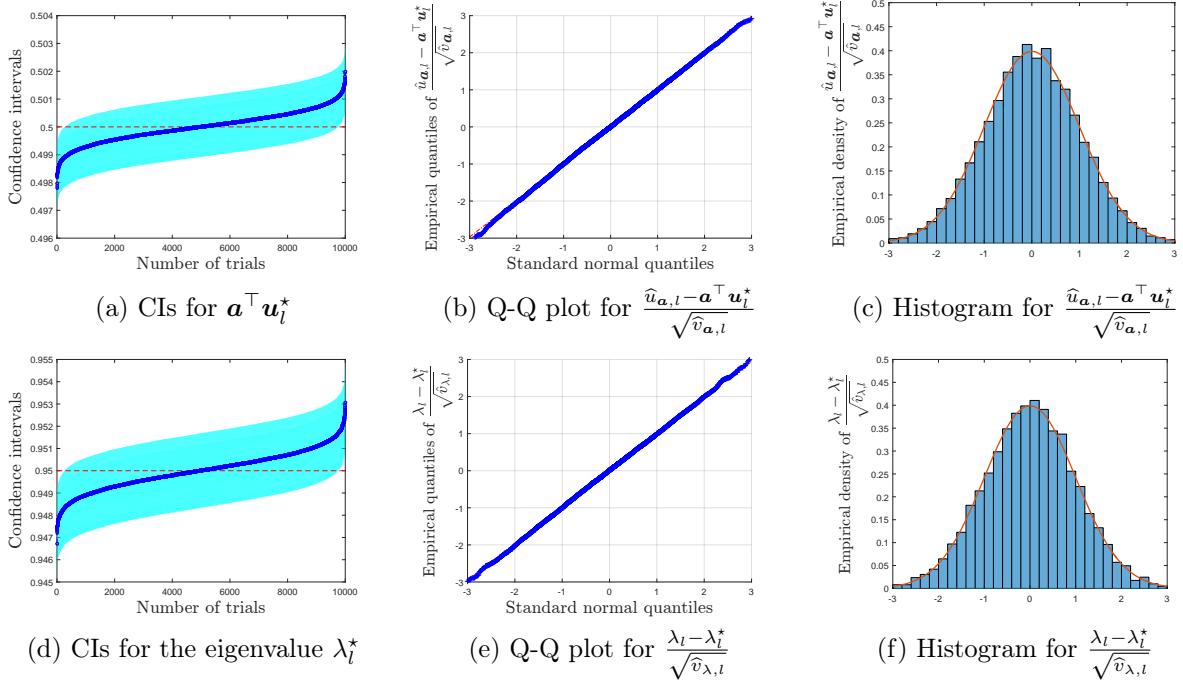 Confidence intervals
0.504
0.503
0.502
0.501
0.5
0.499
0.498
0.497
0.496
0 2000 4000 6000 8000 10000
Number of trials
(a) CIs for a⊤u⋆l
Empirical quantiles of (û_{a,l} − a⊤u⋆l)/√v̂_{a,l}
3
2
1
0
-1
-2
-3
-3 -2 -1 0 1 2 3
Standard normal quantiles
(b) Q-Q plot for (û_{a,l} − a⊤u⋆l)/√v̂_{a,l}
Empirical density of (û_{a,l} − a⊤u⋆l)/√v̂_{a,l}
0.5
0.45
0.4
0.35
0.3
0.25
0.2
0.15
0.1
0.05
0
-3 -2 -1 0 1 2 3
(c) Histogram for (û_{a,l} − a⊤u⋆l)/√v̂_{a,l}
Confidence intervals
0.955
0.954
0.953
0.952
0.951
0.95
0.949
0.948
0.947
0.946
0.945
0 2000 4000 6000 8000 10000
Number of trials
(d) CIs for the eigenvalue λ⋆l
Empirical quantiles of (λl − λ⋆l)/√v̂_{λ,l}
3
2
1
0
-1
-2
-3
-3 -2 -1 0 1 2 3
Standard normal quantiles
(e) Q-Q plot for (λl − λ⋆l)/√v̂_{λ,l}
Empirical density of (λl − λ⋆l)/√v̂_{λ,l}
0.5
0.45
0.4
0.35
0.3
0.25
0.2
0.15
0.1
0.05
0
-3 -2 -1 0 1 2 3
(f) Histogram for (λl − λ⋆l)/√v̂_{λ,l}